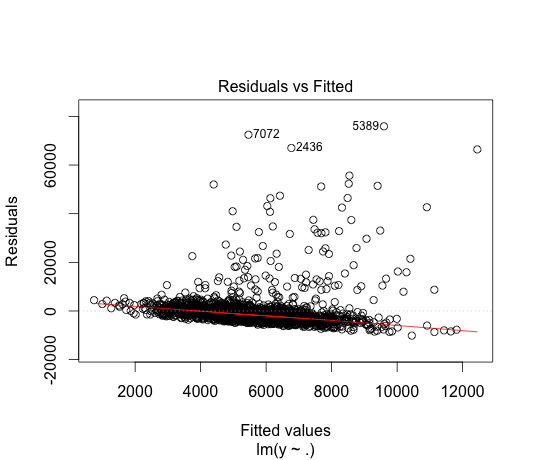 Residuals vs Fitted
5389
7072
2436
Residuals
-20000 0 20000 60000
2000 4000 6000 8000 10000 12000
Fitted values
lm(y ~ .)